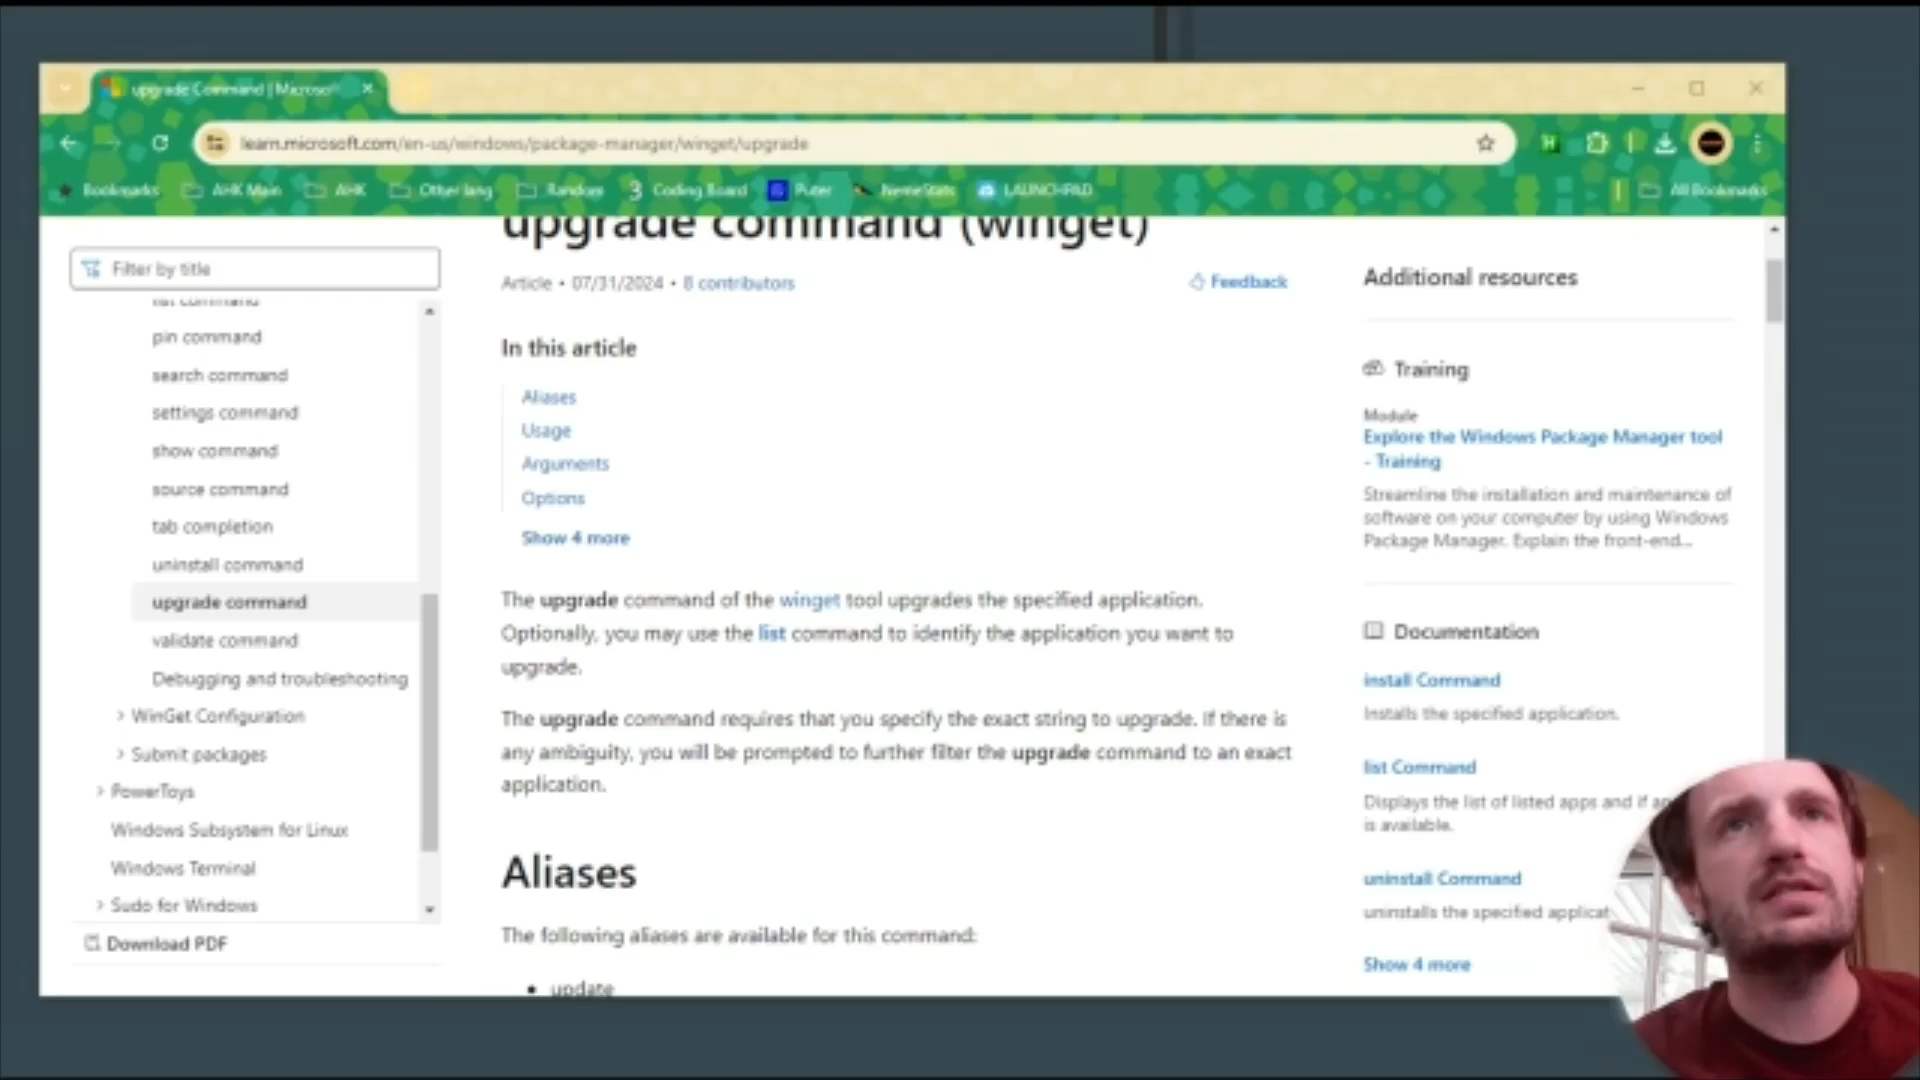 upgrade Command | Microsof
learn.microsoft.com/en-us/windows/package-manager/winget/upgrade
Bookmarks AHK Main AHK Other lang Random Coding Board Puter NemeStats LAUNCHPAD All Bookmarks
upgrade command (winget)
Filter by title
list command
pin command
search command
settings command
show command
source command
tab completion
uninstall command
upgrade command
validate command
Debugging and troubleshooting
WinGet Configuration
Submit packages
PowerToys
Windows Subsystem for Linux
Windows Terminal
Sudo for Windows
Download PDF
Article • 07/31/2024 • 8 contributors
Feedback
In this article
Aliases
Usage
Arguments
Options
Show 4 more
The upgrade command of the winget tool upgrades the specified application.
Optionally, you may use the list command to identify the application you want to
upgrade.
The upgrade command requires that you specify the exact string to upgrade. If there is
any ambiguity, you will be prompted to further filter the upgrade command to an exact
application.
Aliases
The following aliases are available for this command:
• update
Additional resources
Training
Module
Explore the Windows Package Manager tool
- Training
Streamline the installation and maintenance of
software on your computer by using Windows
Package Manager. Explain the front-end...
Documentation
install Command
Installs the specified application.
list Command
Displays the list of listed apps and if ap
is available.
uninstall Command
uninstalls the specified applicat
Show 4 more